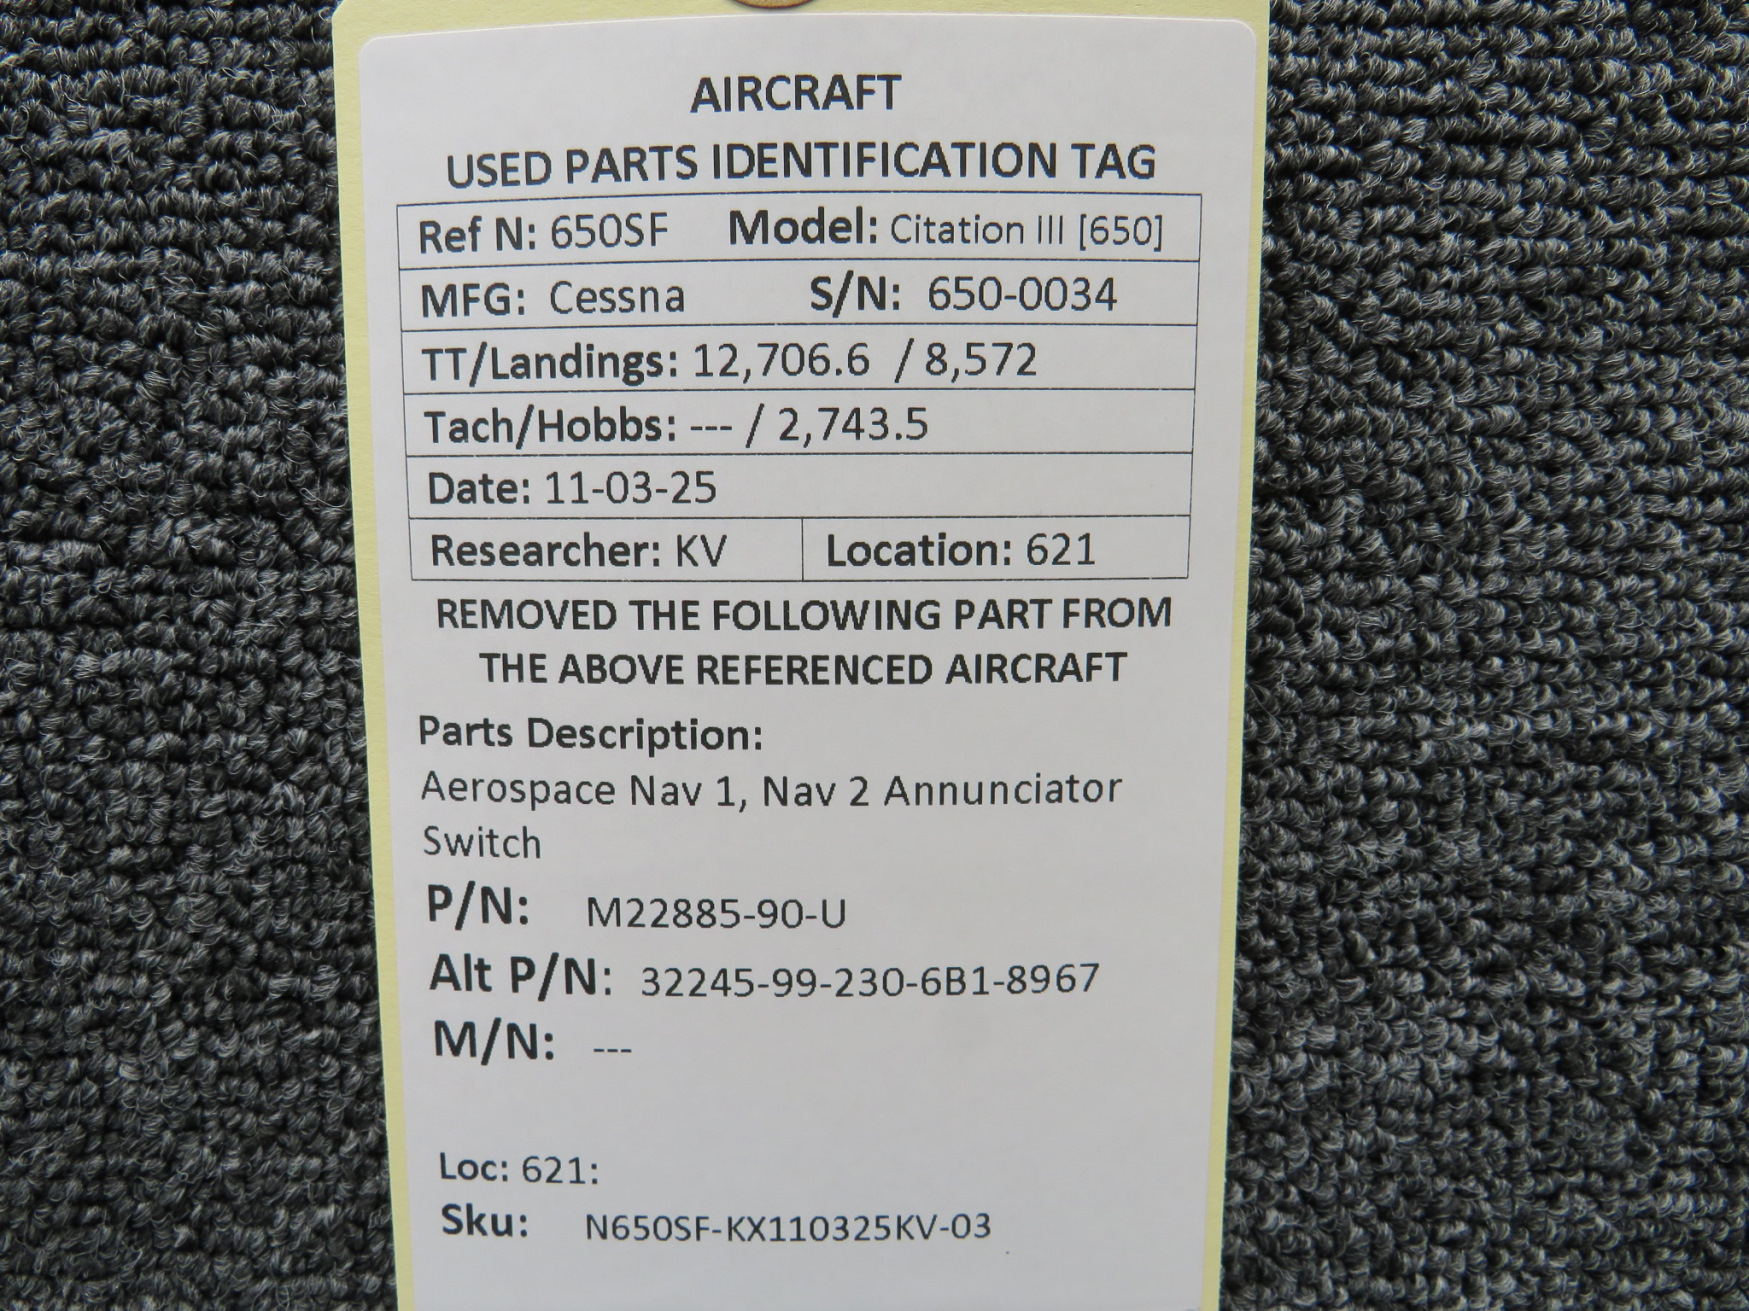 AIRCRAFT
USED PARTS IDENTIFICATION TAG
Ref N: 650SF Model: Citation III [650]
MFG: Cessna S/N: 650-0034
TT/Landings: 12,706.6 / 8,572
Tach/Hobbs: --- / 2,743.5
Date: 11-03-25
Researcher: KV Location: 621
REMOVED THE FOLLOWING PART FROM
THE ABOVE REFERENCED AIRCRAFT
Parts Description:
Aerospace Nav 1, Nav 2 Annunciator
Switch
P/N: M22885-90-U
Alt P/N: 32245-99-230-6B1-8967
M/N: ---
Loc: 621:
Sku: N650SF-KX110325KV-03